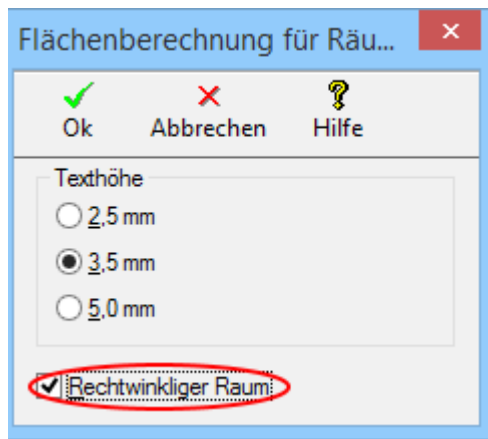 Flächenberechnung für Räu...
Ok Abbrechen Hilfe
Texthöhe
2,5 mm
3,5 mm
5,0 mm
Rechtwinkliger Raum